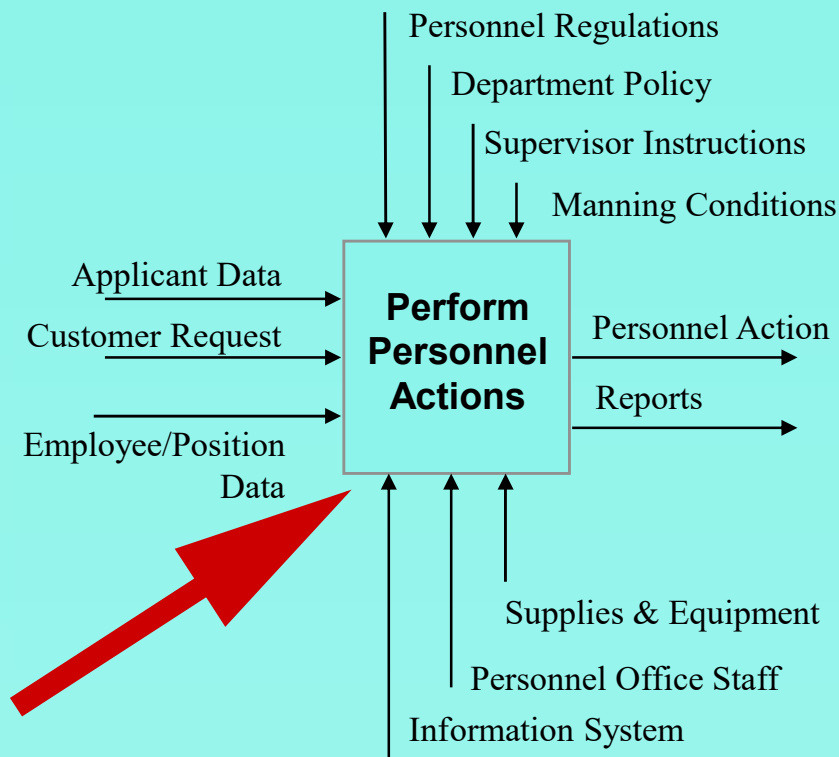 Personnel Regulations
Department Policy
Supervisor Instructions
Manning Conditions
Applicant Data
Customer Request
Employee/Position
Data
Perform
Personnel
Actions
Personnel Action
Reports
Supplies & Equipment
Personnel Office Staff
Information System